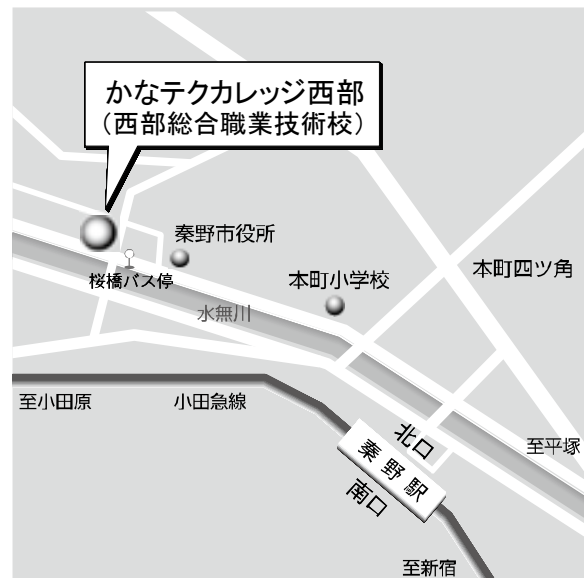 かなテクカレッジ西部
（西部総合職業技術校）
秦野市役所
桜橋バス停
本町小学校
本町四ツ角
水無川
至小田原
小田急線
北口
秦野駅
南口
至平塚
至新宿